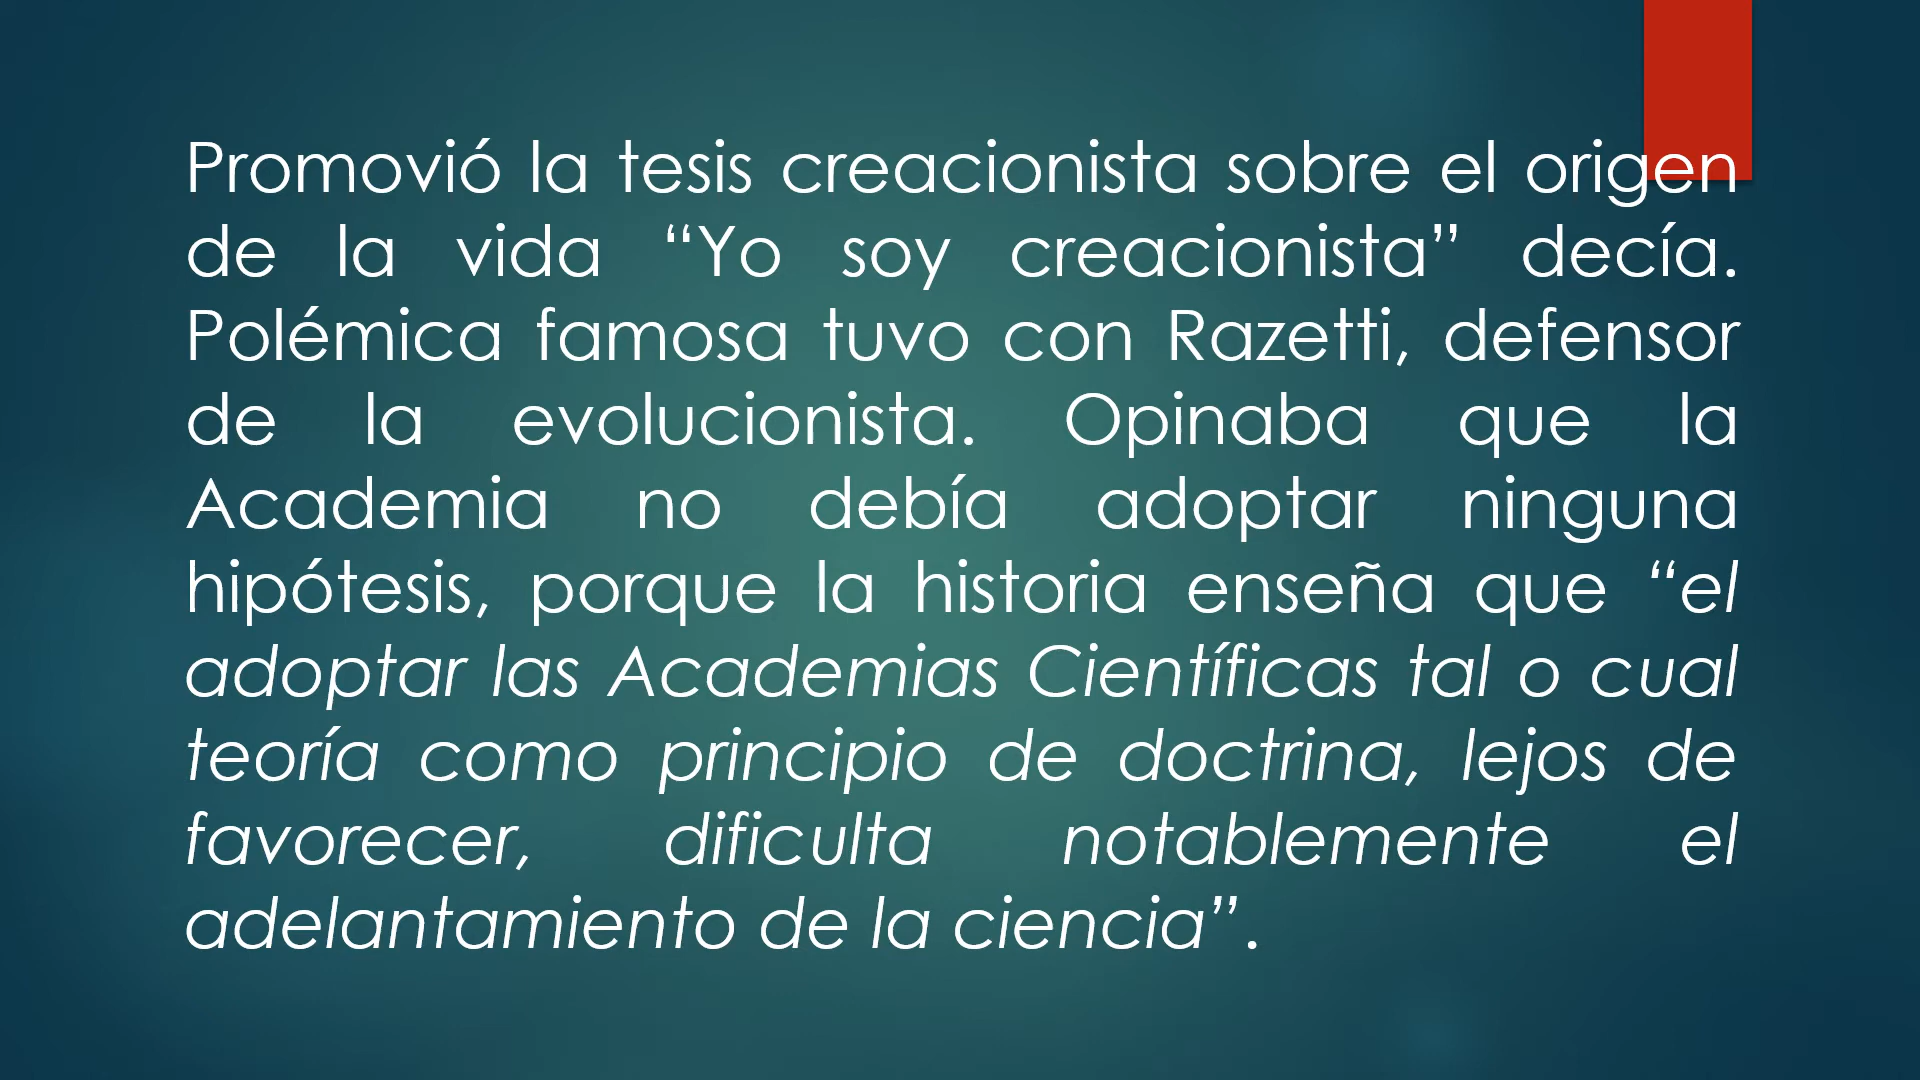 Promovió la tesis creacionista sobre el origen
de la vida “Yo soy creacionista” decía.
Polémica famosa tuvo con Razetti, defensor
de la evolucionista. Opinaba que la
Academia no debía adoptar ninguna
hipótesis, porque la historia enseña que “el
adoptar las Academias Científicas tal o cual
teoría como principio de doctrina, lejos de
favorecer, dificulta notablemente el
adelantamiento de la ciencia”.